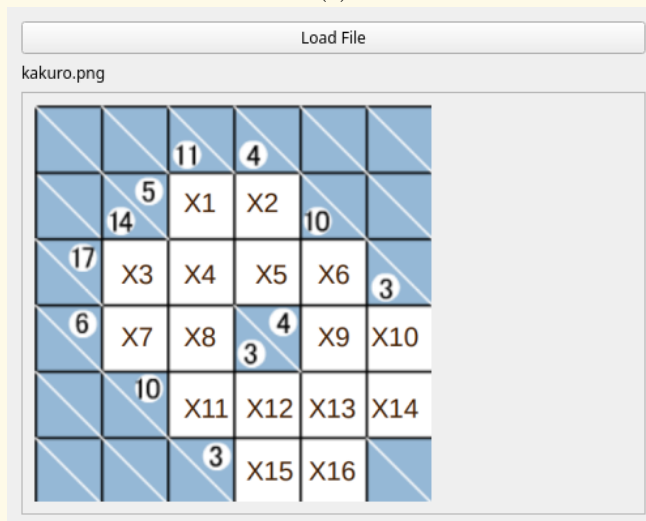 Load File
kakuro.png
11 4
5
14 X1 X2 10
17 X3 X4 X5 X6 3
6 X7 X8 4 3 X9 X10
10 X11 X12 X13 X14
3 X15 X16